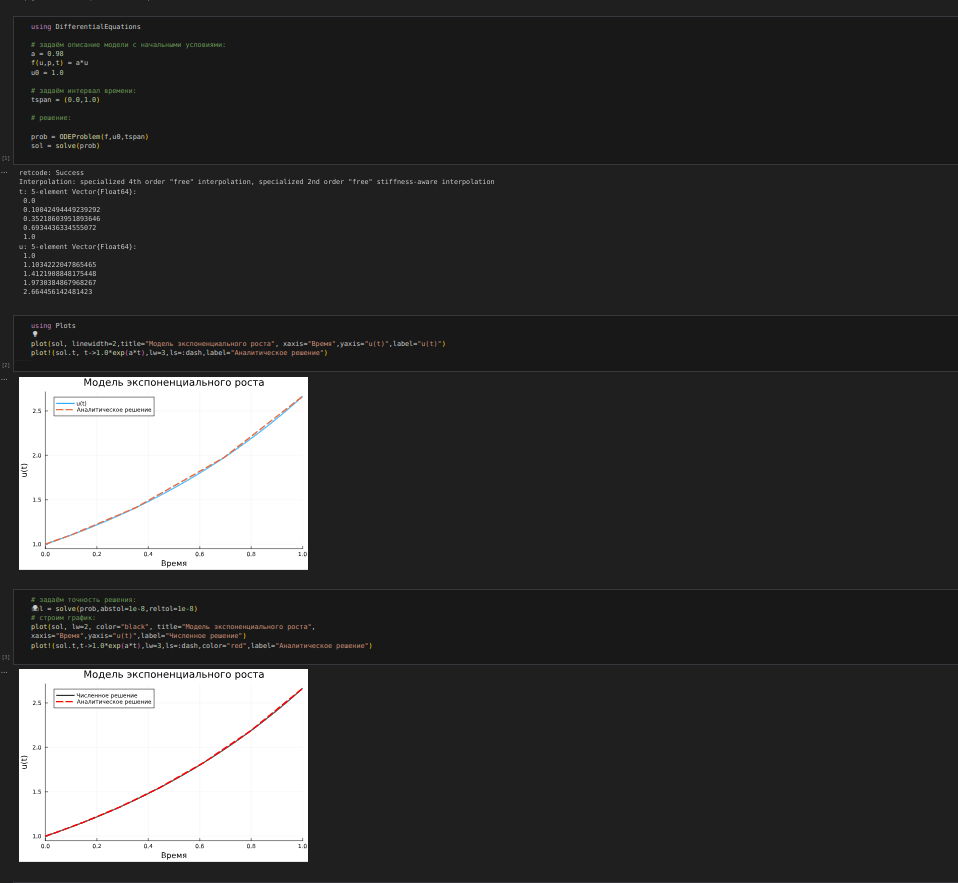 using DifferentialEquations
# задаём описание модели с начальными условиями:
a = 0.98
f(u,p,t) = a*u
u0 = 1.0
# задаём интервал времени:
tspan = (0.0,1.0)
# решение:
prob = ODEProblem(f,u0,tspan)
sol = solve(prob)
[1]
...
retcode: Success
Interpolation: specialized 4th order "free" interpolation, specialized 2nd order "free" stiffness-aware interpolation
t: 5-element Vector{Float64}:
0.0
0.10042494449239292
0.35218603951893646
0.6934436334555072
1.0
u: 5-element Vector{Float64}:
1.0
1.1034222047865465
1.4121908848175448
1.9730384867968267
2.664456142481423
using Plots
plot(sol, linewidth=2,title="Модель экспоненциального роста", xaxis="Время",yaxis="u(t)",label="u(t)")
plot!(sol.t, t->1.0*exp(a*t),lw=3,ls=:dash,label="Аналитическое решение")
[2]
...
Модель экспоненциального роста
u(t)
Аналитическое решение
2.5
2.0
1.5
1.0
u(t)
0.0 0.2 0.4 0.6 0.8 1.0
Время
# задаём точность решения:
= solve(prob,abstol=1e-8,reltol=1e-8)
# строим график:
plot(sol, lw=2, color="black", title="Модель экспоненциального роста",
xaxis="Время",yaxis="u(t)",label="Численное решение")
plot!(sol.t,t->1.0*exp(a*t),lw=3,ls=:dash,color="red",label="Аналитическое решение")
[3]
...
Модель экспоненциального роста
Численное решение
Аналитическое решение
2.5
2.0
1.5
1.0
u(t)
0.0 0.2 0.4 0.6 0.8 1.0
Время